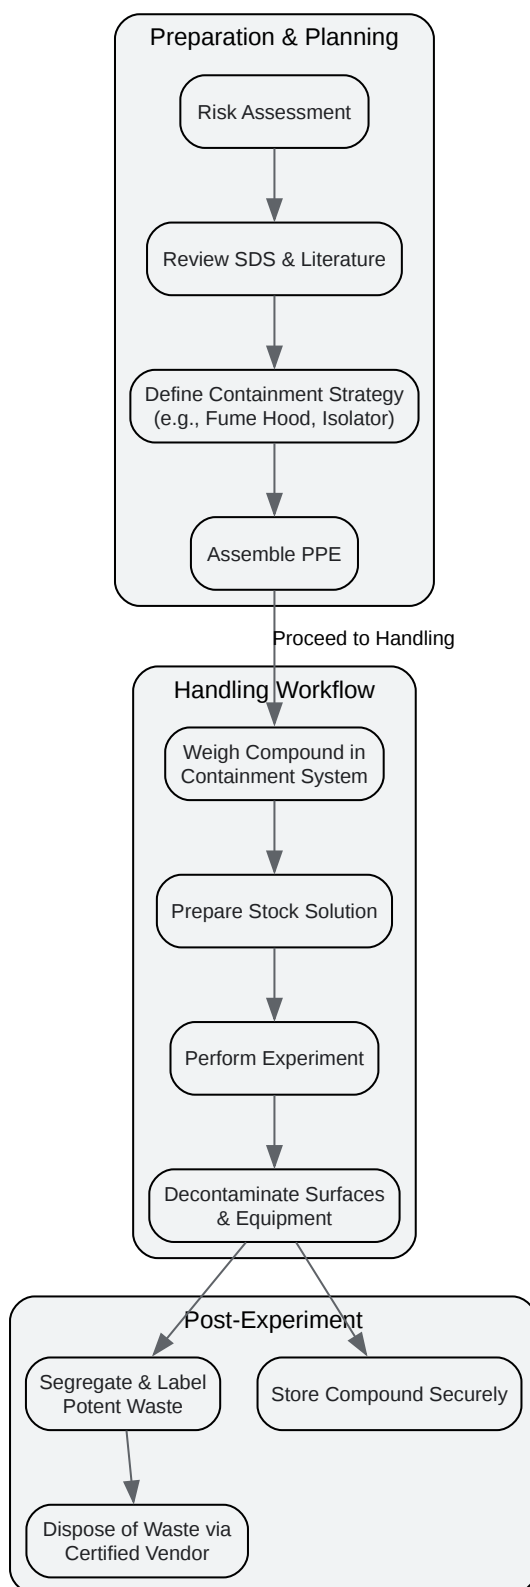 Preparation & Planning
Risk Assessment
Review SDS & Literature
Define Containment Strategy
(e.g., Fume Hood, Isolator)
Assemble PPE
Proceed to Handling
Handling Workflow
Weigh Compound in
Containment System
Prepare Stock Solution
Perform Experiment
Decontaminate Surfaces
& Equipment
Post-Experiment
Segregate & Label
Potent Waste
Store Compound Securely
Dispose of Waste via
Certified Vendor